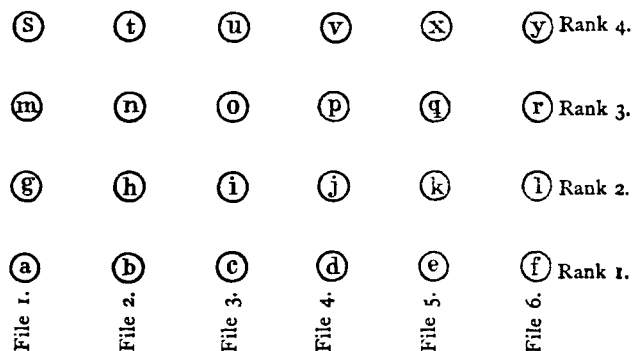 s t u v x y Rank 4.
m n o p q r Rank 3.
g h i j k l Rank 2.
a b c d e f Rank 1.
File 1. File 2. File 3. File 4. File 5. File 6.